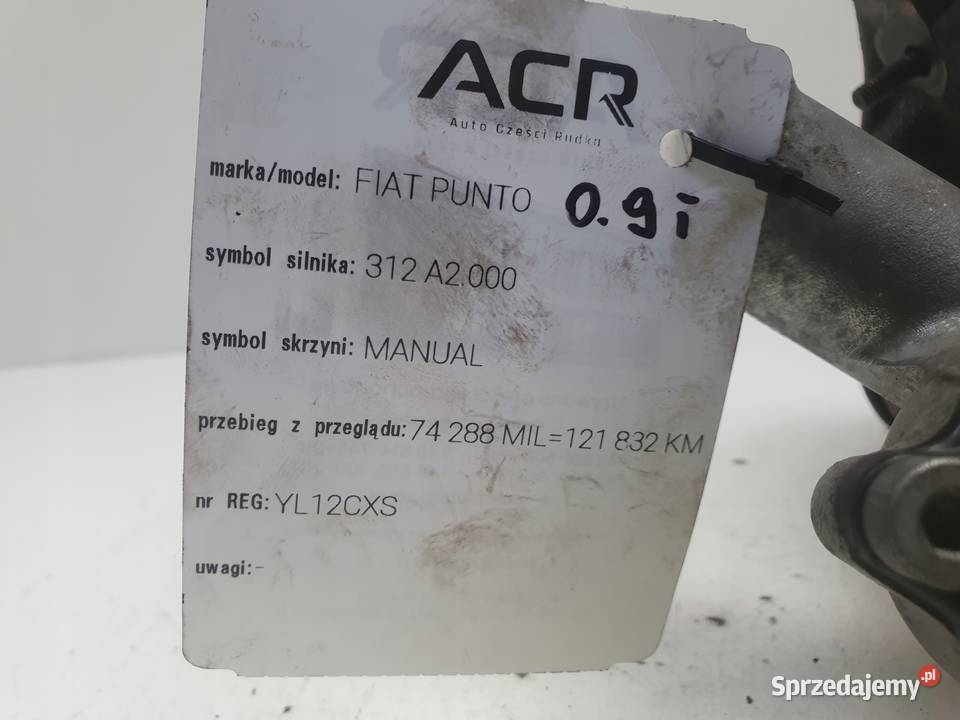 ACR
Auto Części Rudka
marka/model: FIAT PUNTO 0.9i
symbol silnika: 312 A2.000
symbol skrzyni: MANUAL
przebieg z przeglądu: 74 288 MIL=121 832 KM
nr REG: YL12CXS
uwagi: -
Sprzedajemy.pl